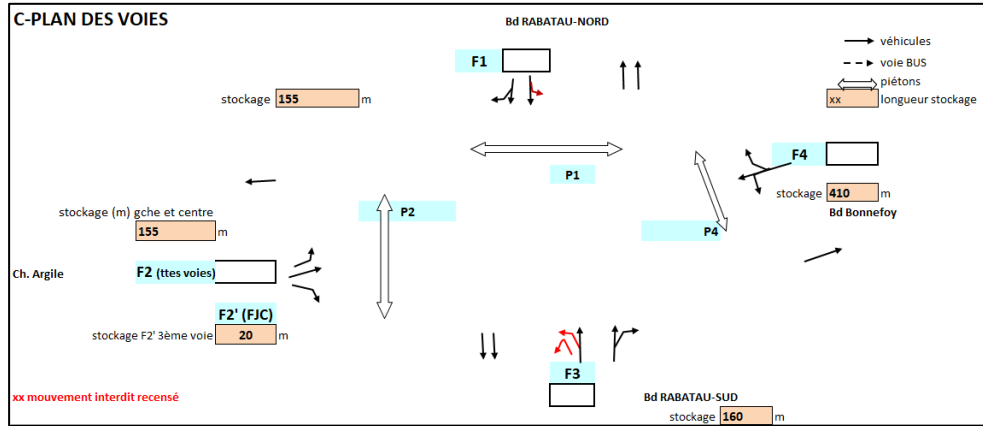 C-PLAN DES VOIES
Bd RABATAU-NORD
F1
véhicules
voie BUS
piétons
stockage 155 m
xx longueur stockage
F4
P1
stockage 410 m
Bd Bonnefoy
P2
stockage (m) gche et centre
155 m
P4
Ch. Argile
F2 (ttes voies)
F2' (FJC)
stockage F2' 3ème voie 20 m
F3
xx mouvement interdit recensé
Bd RABATAU-SUD
stockage 160 m